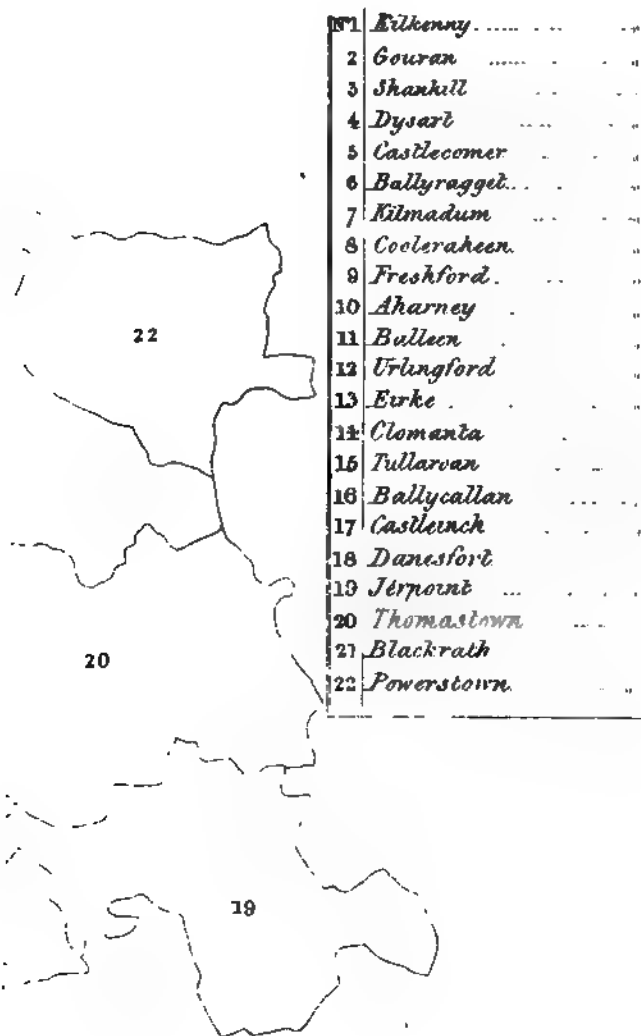 Nº1 Kilkenny ..... .. .. „
2 Gouran ..... .. „
3 Shankill .. .. „
4 Dysart .... .. „
5 Castlecomer . . „
6 Ballyragget... . „
7 Kilmadum ... .. „
8 Cooleraheen. „
9 Freshford . .. „
10 Aharney . „
11 Balleen . „
12 Urlingford „
13 Eirke . . . „
14 Clomanta . „
15 Tullaroan .. ..
16 Ballycallan .... ..
17 Castleinch . . . „
18 Danesfort
19 Jerpoint ... . . . „
20 Thomastown ....
21 Blackrath
22 Powerstown. „
22
20
19